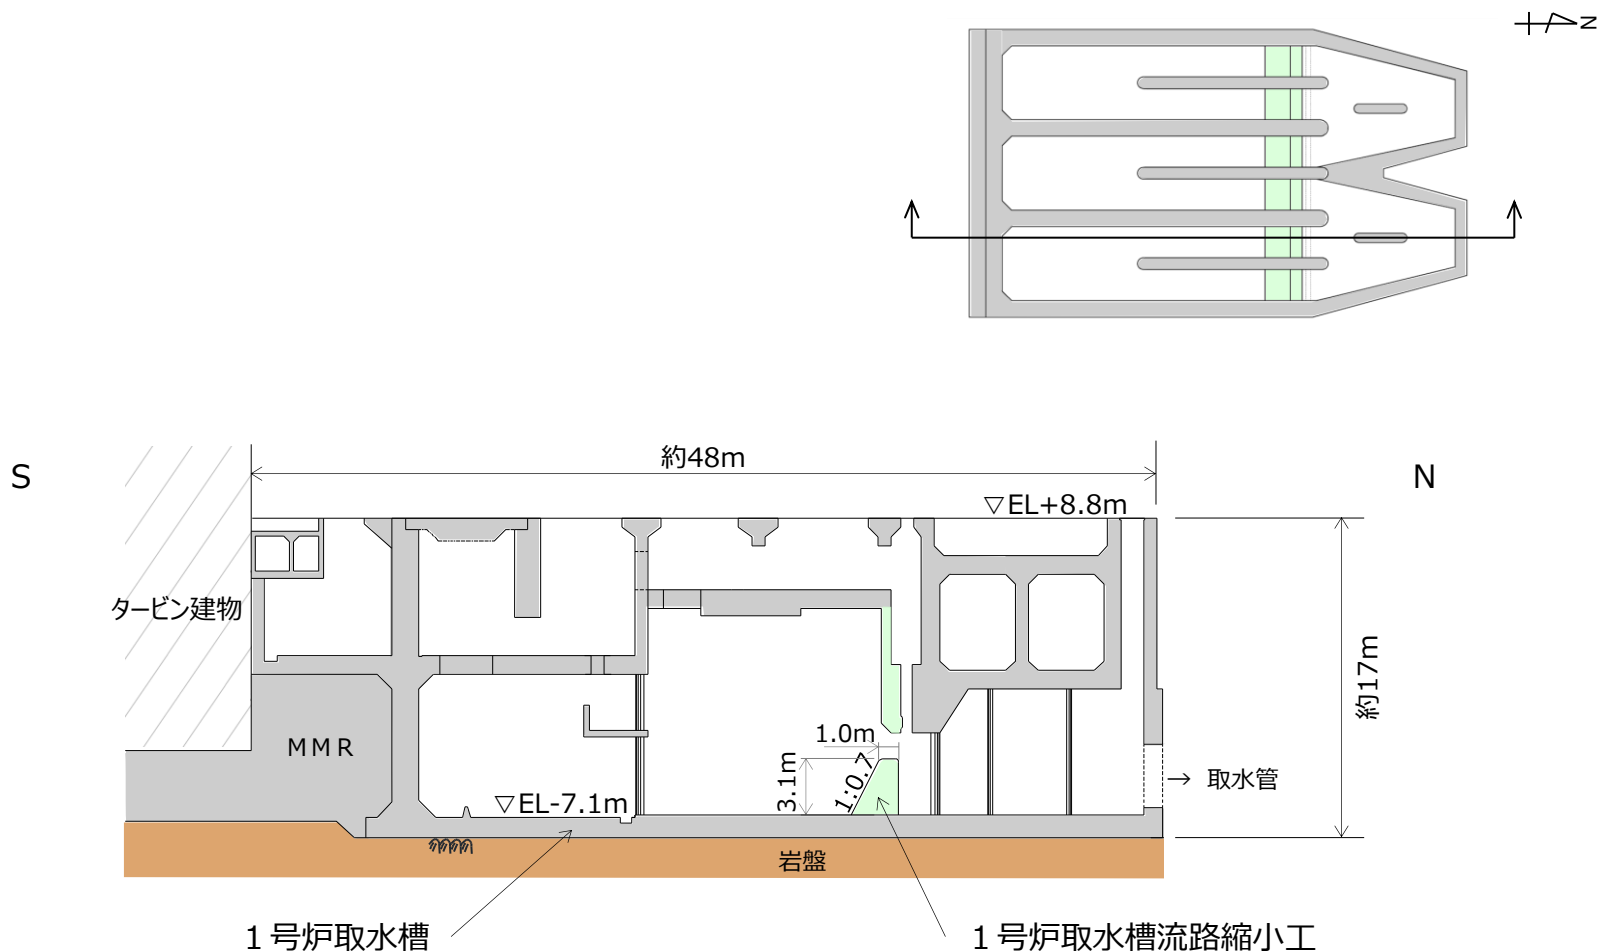 N
約48m
S
N
▽EL+8.8m
タービン建物
約17m
MMR
1.0m
3.1m
1:0.7
▽EL-7.1m
→ 取水管
岩盤
1号炉取水槽
1号炉取水槽流路縮小工